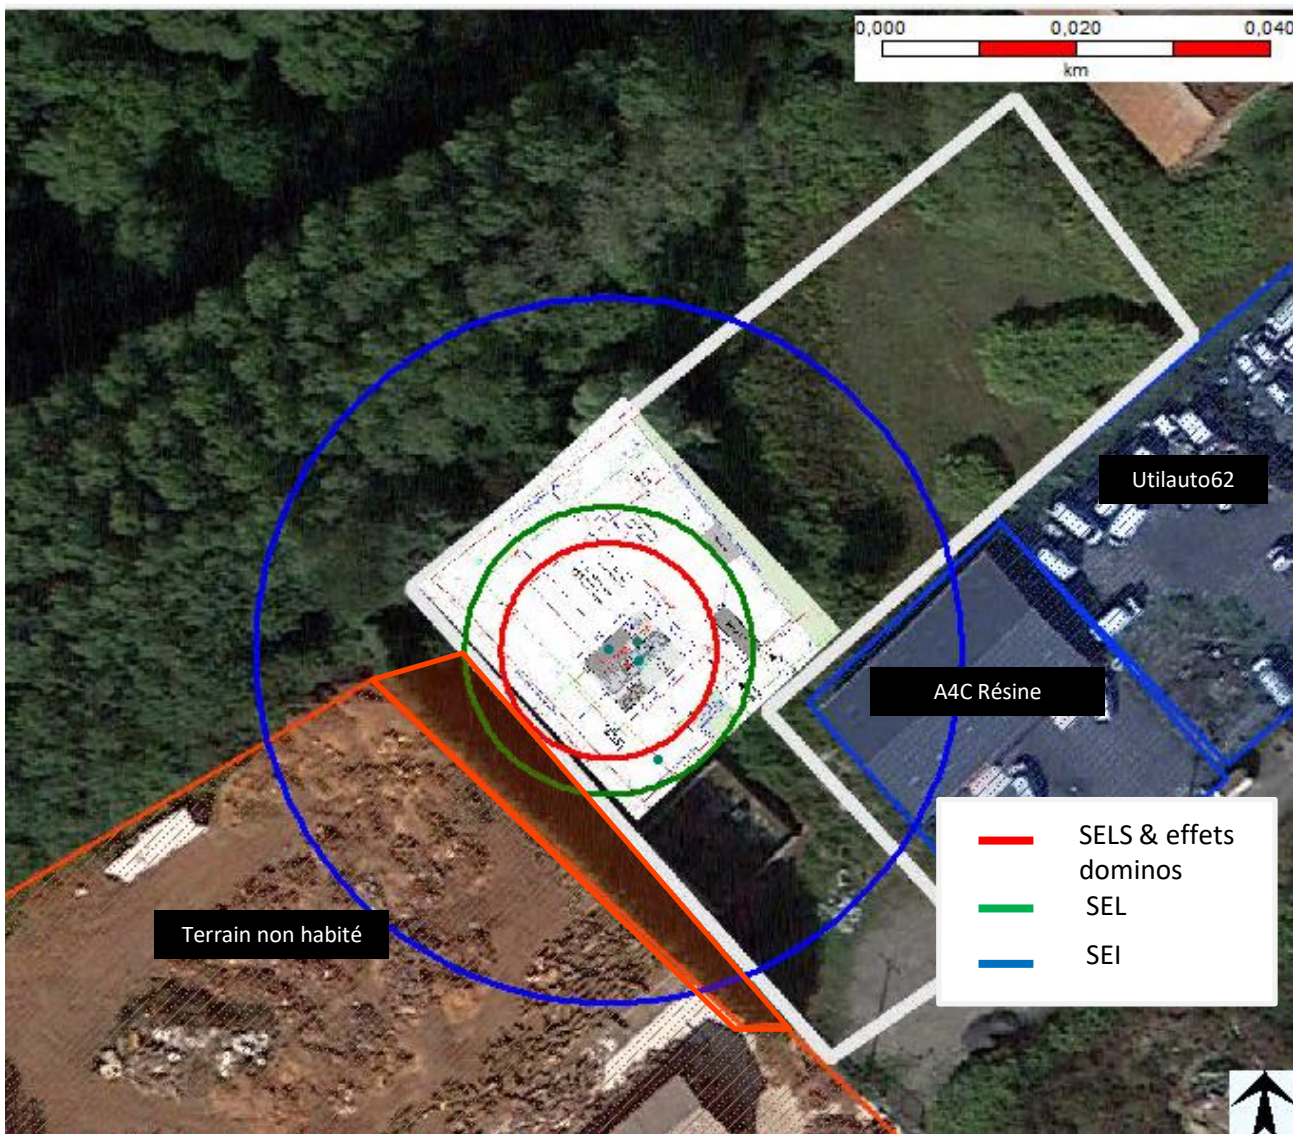 0,000 0,020 0,040
km
Utilauto62
A4C Résine
Terrain non habité
SELS & effets
dominos
SEL
SEI